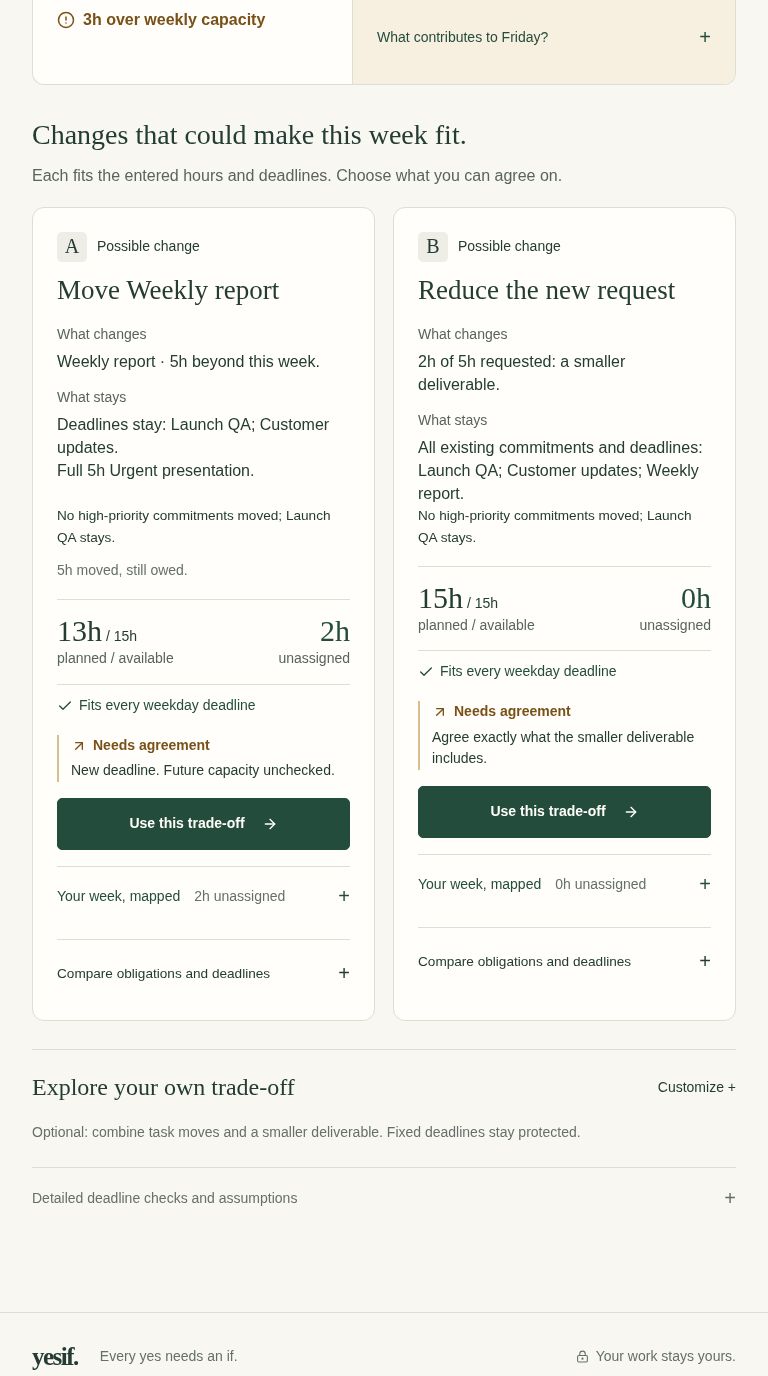 3h over weekly capacity
What contributes to Friday? +
Changes that could make this week fit.
Each fits the entered hours and deadlines. Choose what you can agree on.
A Possible change
Move Weekly report
What changes
Weekly report · 5h beyond this week.
What stays
Deadlines stay: Launch QA; Customer
updates.
Full 5h Urgent presentation.
No high-priority commitments moved; Launch
QA stays.
5h moved, still owed.
13h / 15h 2h
planned / available unassigned
Fits every weekday deadline
Needs agreement
New deadline. Future capacity unchecked.
Use this trade-off →
Your week, mapped 2h unassigned +
Compare obligations and deadlines +
B Possible change
Reduce the new request
What changes
2h of 5h requested: a smaller
deliverable.
What stays
All existing commitments and deadlines:
Launch QA; Customer updates; Weekly
report.
No high-priority commitments moved; Launch
QA stays.
15h / 15h 0h
planned / available unassigned
Fits every weekday deadline
Needs agreement
Agree exactly what the smaller deliverable
includes.
Use this trade-off →
Your week, mapped 0h unassigned +
Compare obligations and deadlines +
Explore your own trade-off Customize +
Optional: combine task moves and a smaller deliverable. Fixed deadlines stay protected.
Detailed deadline checks and assumptions +
yesif. Every yes needs an if. Your work stays yours.